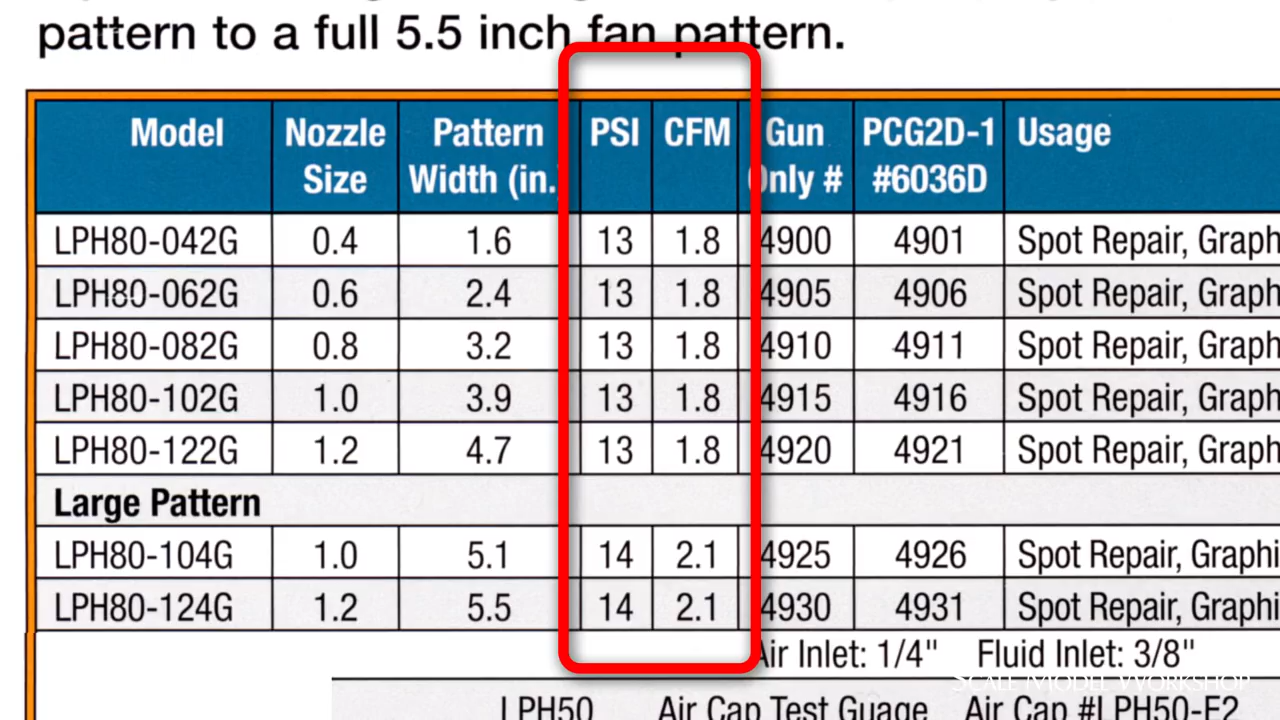 pattern to a full 5.5 inch fan pattern.
Model Nozzle Size Pattern Width (in. PSI CFM Gun Only # PCG2D-1 #6036D Usage
LPH80-042G 0.4 1.6 13 1.8 4900 4901 Spot Repair, Graph
LPH80-062G 0.6 2.4 13 1.8 4905 4906 Spot Repair, Graph
LPH80-082G 0.8 3.2 13 1.8 4910 4911 Spot Repair, Graph
LPH80-102G 1.0 3.9 13 1.8 4915 4916 Spot Repair, Graph
LPH80-122G 1.2 4.7 13 1.8 4920 4921 Spot Repair, Graph
Large Pattern
LPH80-104G 1.0 5.1 14 2.1 4925 4926 Spot Repair, Graphi
LPH80-124G 1.2 5.5 14 2.1 4930 4931 Spot Repair, Graphi
Air Inlet: 1/4" Fluid Inlet: 3/8"
Scale Model Workshop
LPH50 Air Cap Test Guage Air Cap #LPH50-E2